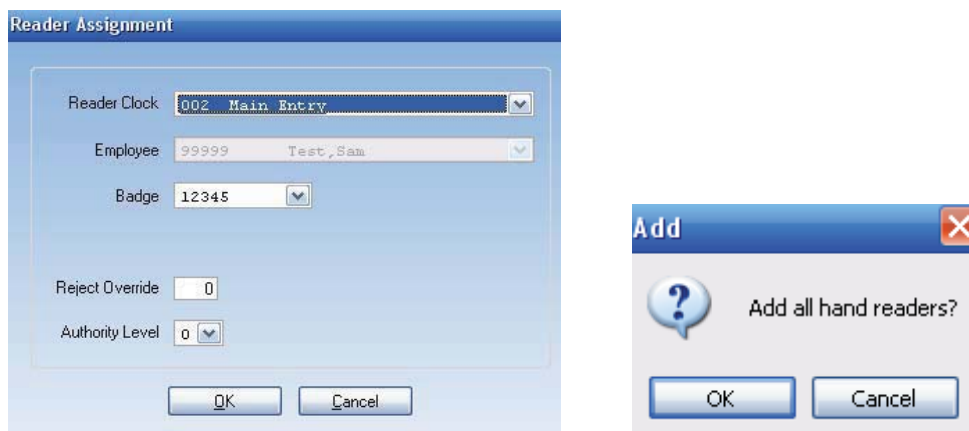 Reader Assignment
Reader Clock 002 Main Entry
Employee 99999 Test,Sam
Badge 12345
Reject Override 0
Authority Level 0
OK Cancel
Add
Add all hand readers?
OK Cancel